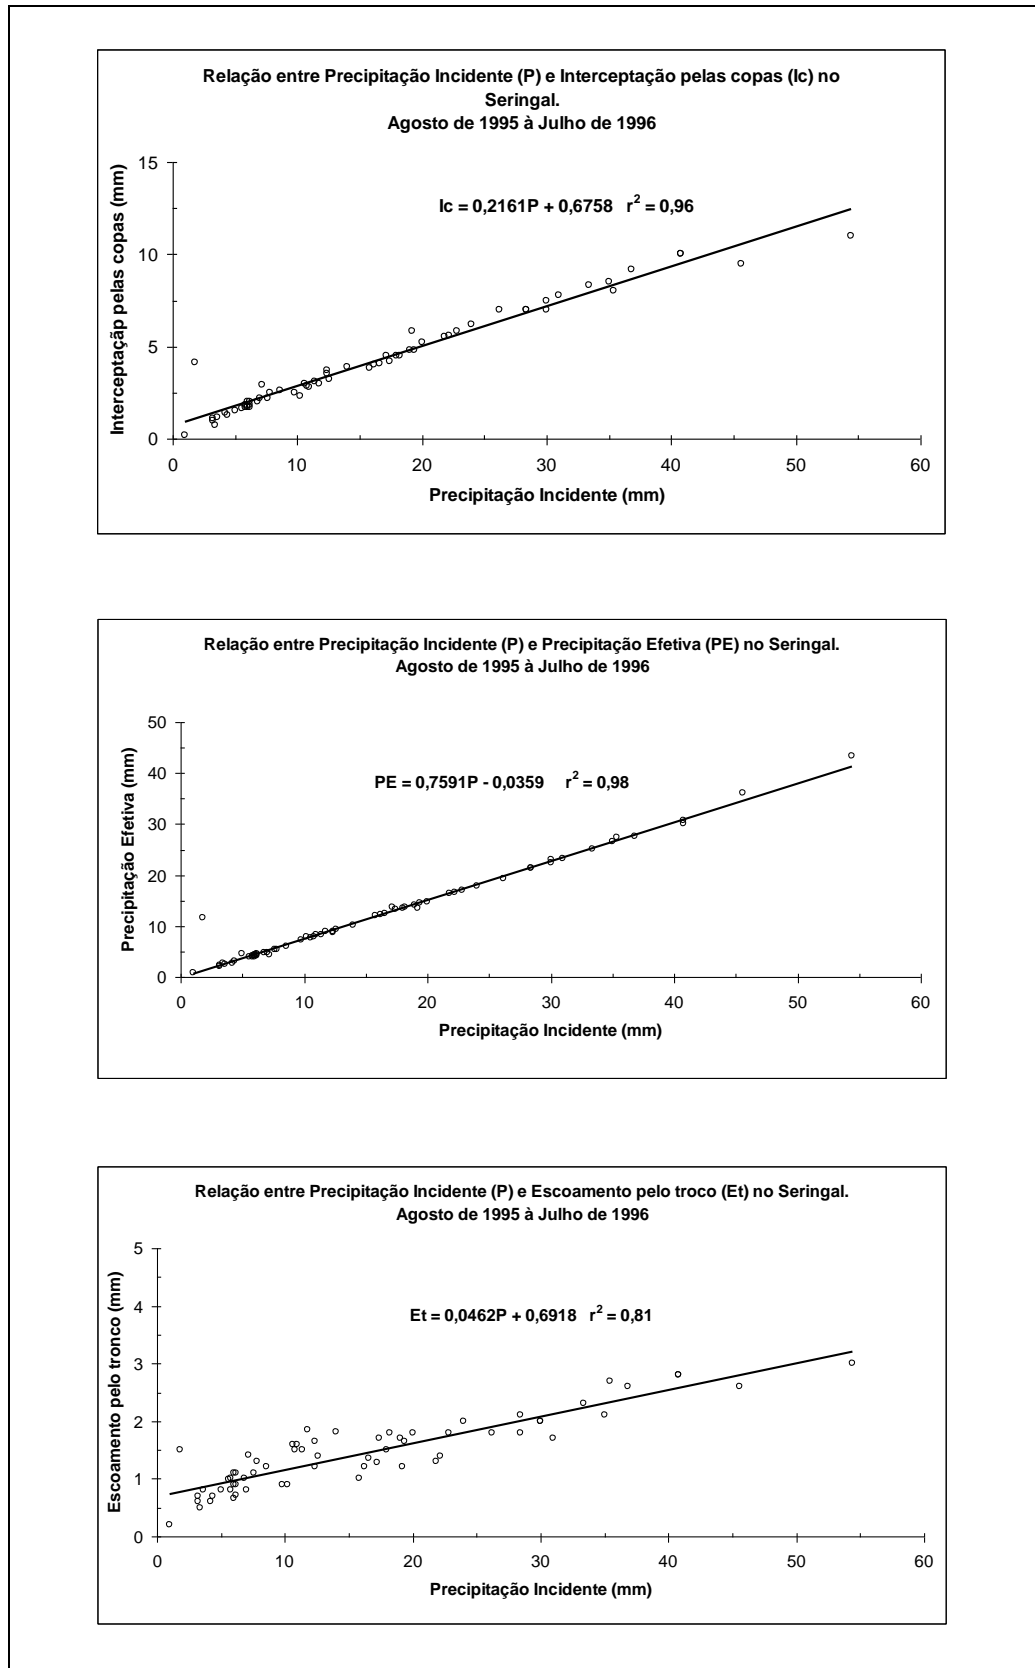 Relação entre Precipitação Incidente (P) e Interceptação pelas copas (Ic) no
Seringal.
Agosto de 1995 à Julho de 1996
Ic = 0,2161P + 0,6758 r² = 0,96
Interceptaçãp pelas copas (mm)
15
10
5
0
0 10 20 30 40 50 60
Precipitação Incidente (mm)
Relação entre Precipitação Incidente (P) e Precipitação Efetiva (PE) no Seringal.
Agosto de 1995 à Julho de 1996
PE = 0,7591P - 0,0359 r² = 0,98
Precipitação Efetiva (mm)
50
40
30
20
10
0
0 10 20 30 40 50 60
Precipitação Incidente (mm)
Relação entre Precipitação Incidente (P) e Escoamento pelo troco (Et) no Seringal.
Agosto de 1995 à Julho de 1996
Et = 0,0462P + 0,6918 r² = 0,81
Escoamento pelo tronco (mm)
5
4
3
2
1
0
0 10 20 30 40 50 60
Precipitação Incidente (mm)